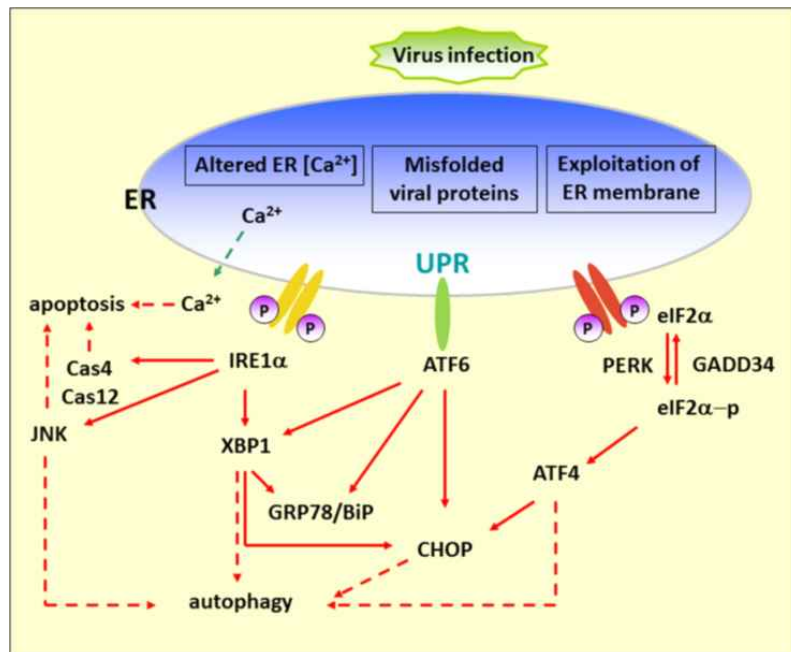 Virus infection
Altered ER [Ca²⁺]
Misfolded
viral proteins
Exploitation of
ER membrane
ER
Ca²⁺
UPR
apoptosis
Ca²⁺
P
P
P
P
eIF2α
Cas4
Cas12
IRE1α
ATF6
PERK
GADD34
eIF2α–p
JNK
XBP1
ATF4
GRP78/BiP
CHOP
autophagy